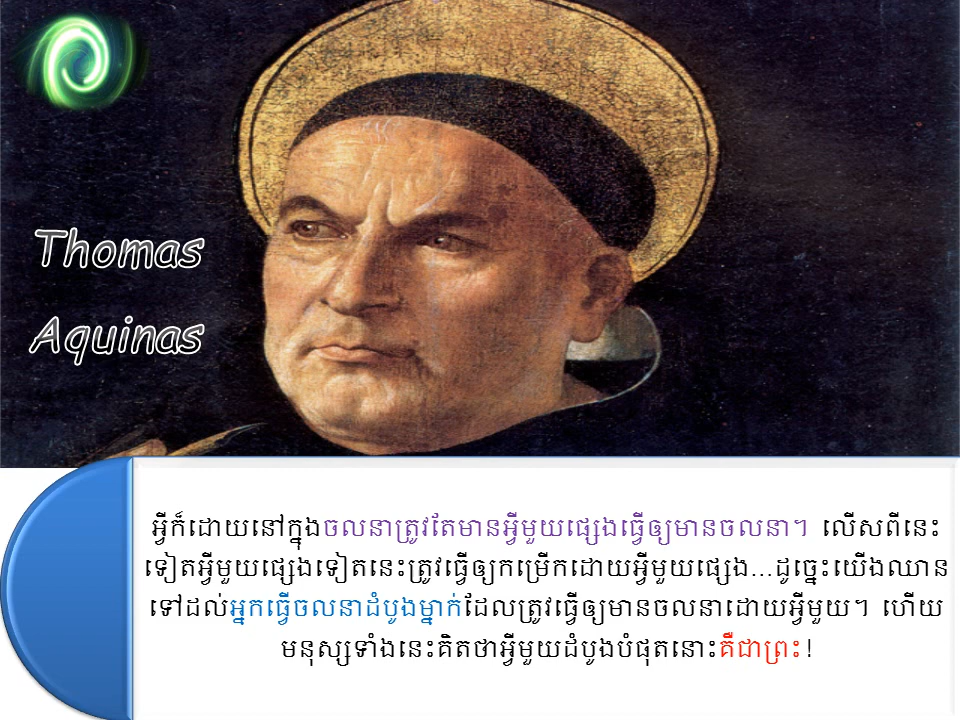 Thomas
Aquinas
អ្វីក៏ដោយនៅក្នុងចលនាត្រូវតែមានអ្វីមួយផ្សេងធ្វើឲ្យមានចលនា។ លើសពីនេះ
ទៀតអ្វីមួយផ្សេងទៀតនេះត្រូវធ្វើឲ្យកម្រើកដោយអ្វីមួយផ្សេង...ដូច្នេះយើងឈាន
ទៅដល់អ្នកធ្វើចលនាដំបូងម្នាក់ដែលត្រូវធ្វើឲ្យមានចលនាដោយអ្វីមួយ។ ហើយ
មនុស្សទាំងនេះគិតថាអ្វីមួយដំបូងបំផុតនោះគឺជាព្រះ!